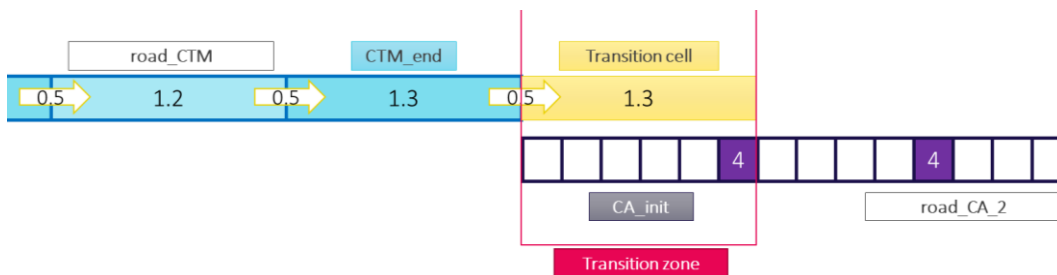 road_CTM
CTM_end
Transition cell
0.5
1.2
0.5
1.3
0.5
1.3
4
4
CA_init
road_CA_2
Transition zone